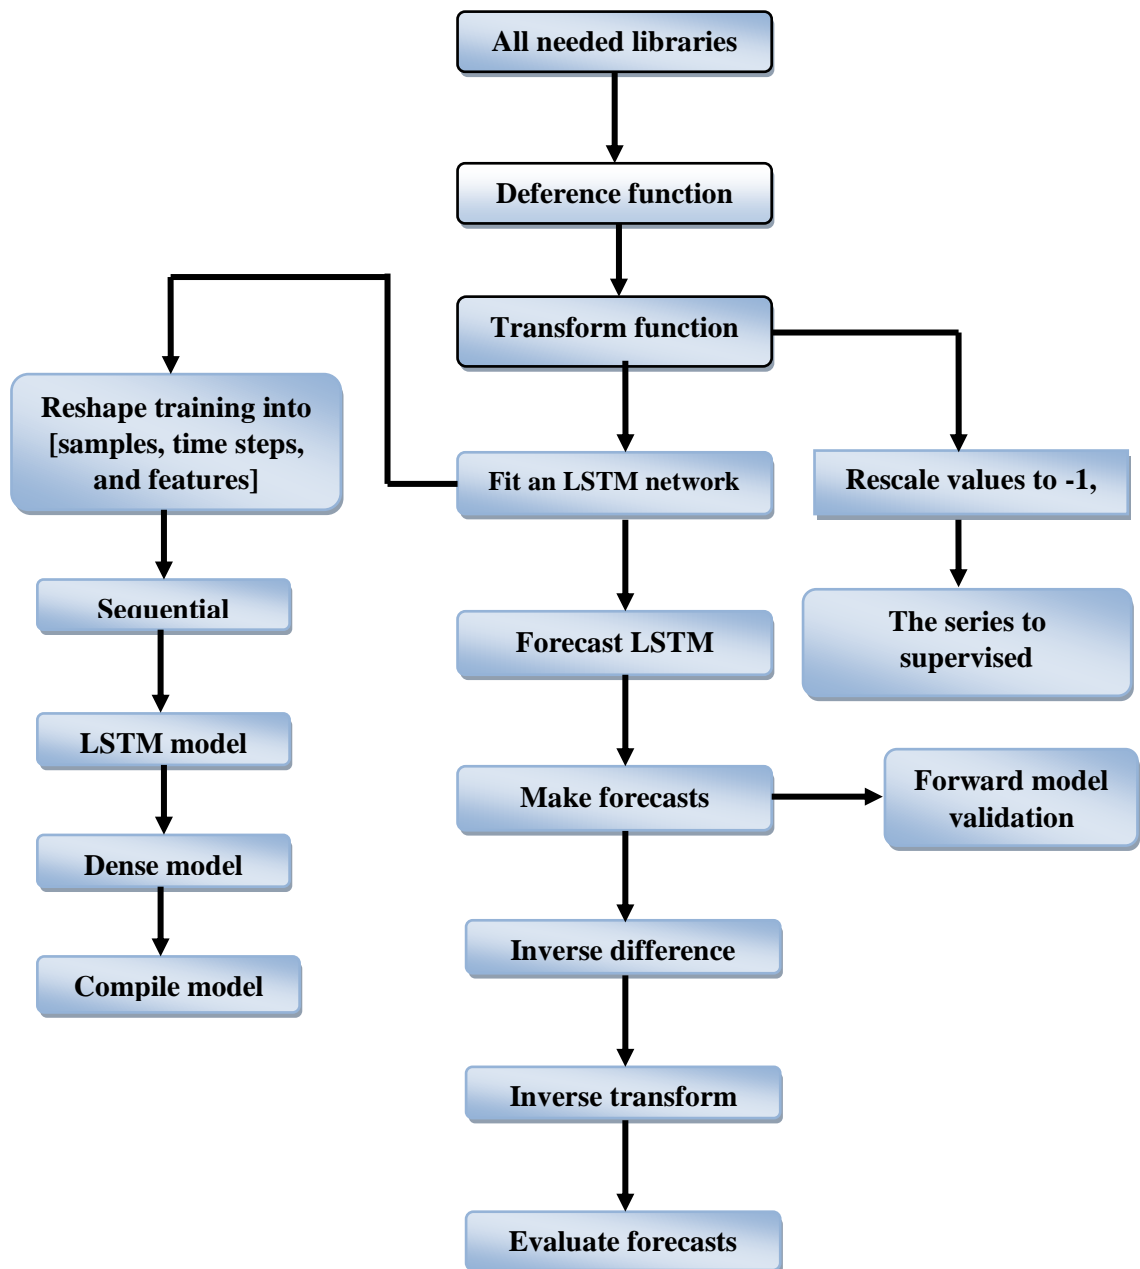 All needed libraries
Deference function
Transform function
Reshape training into
[samples, time steps,
and features]
Fit an LSTM network
Rescale values to -1,
Sequential
Forecast LSTM
The series to
supervised
LSTM model
Make forecasts
Forward model
validation
Dense model
Inverse difference
Compile model
Inverse transform
Evaluate forecasts